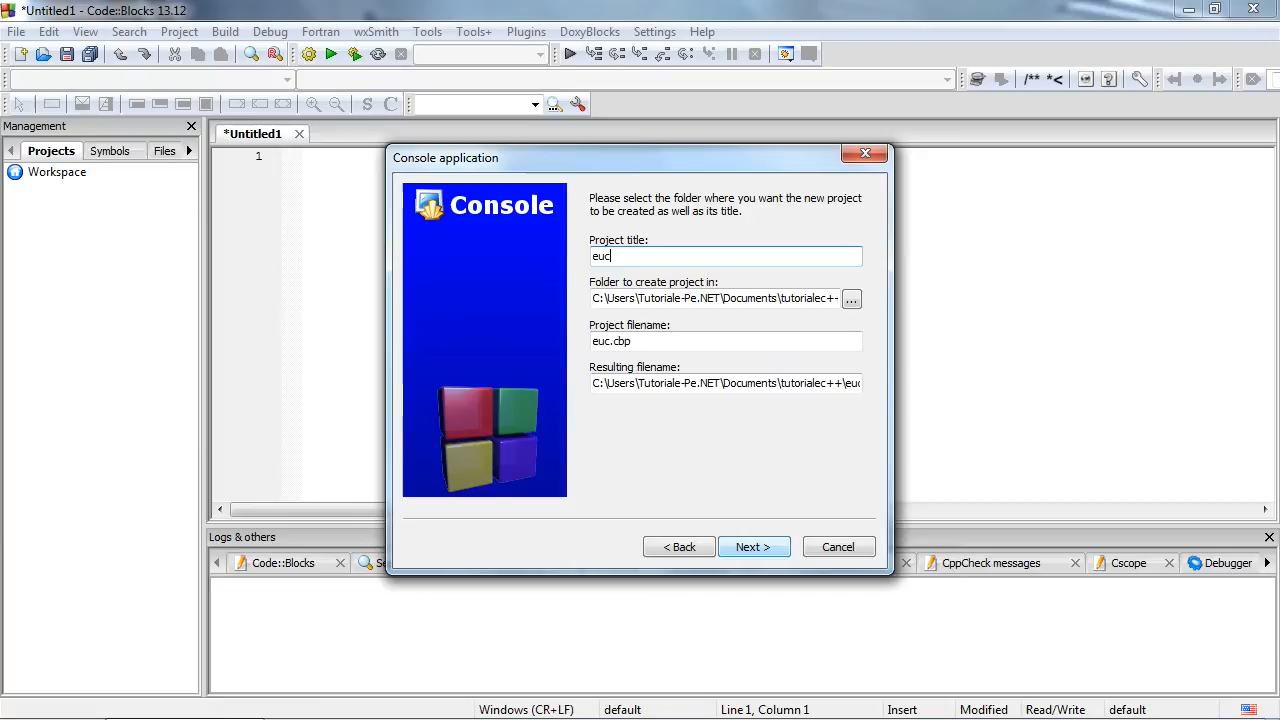 *Untitled1 - Code::Blocks 13.12
File Edit View Search Project Build Debug Fortran wxSmith Tools Tools+ Plugins DoxyBlocks Settings Help
/** *<
S C
Management
*Untitled1
Projects Symbols Files
1
Workspace
Console application
Console
Please select the folder where you want the new project
to be created as well as its title.
Project title:
euc
Folder to create project in:
C:\Users\Tutoriale-Pe.NET\Documents\tutorialec+-
...
Project filename:
euc.cbp
Resulting filename:
C:\Users\Tutoriale-Pe.NET\Documents\tutorialec++\euc
< Back Next > Cancel
Logs & others
Code::Blocks CppCheck messages Cscope Debugger
Windows (CR+LF) default Line 1, Column 1 Insert Modified Read/Write default